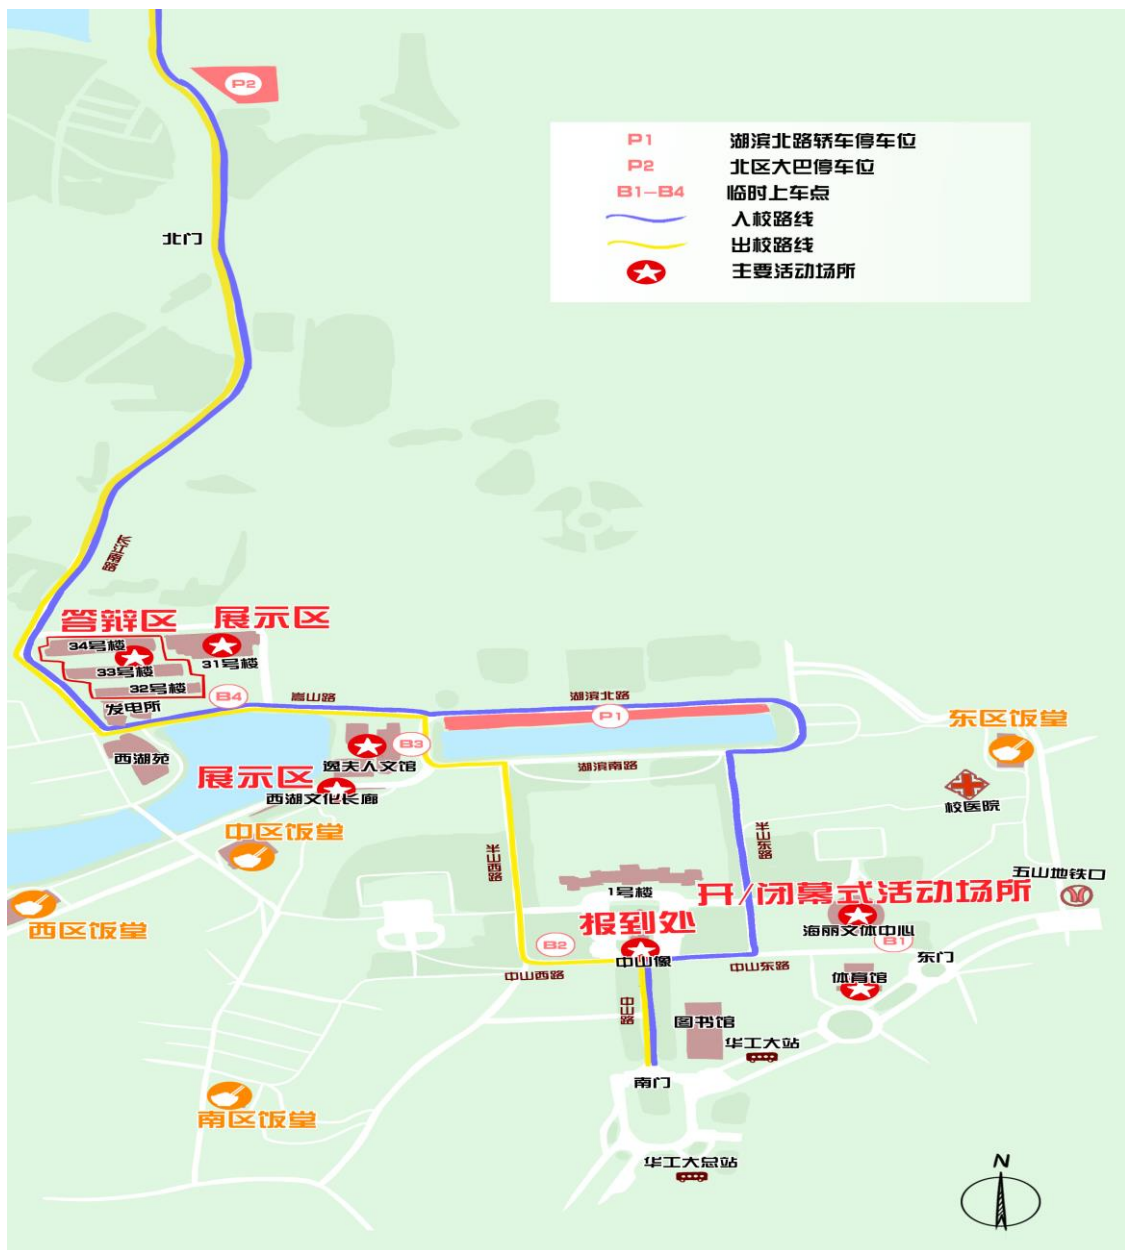 P2
P1 湖滨北路轿车停车位
P2 北区大巴停车位
B1-B4 临时上车点
入校路线
出校路线
主要活动场所
北门
长江南路
答辩区
展示区
34号楼
31号楼
33号楼
32号楼
B4
嵩山路
湖滨北路
发电所
P1
东区饭堂
西湖苑
B3
逸夫人文馆
湖滨南路
展示区
西湖文化长廊
校医院
中区饭堂
半山西路
半山东路
五山地铁口
1号楼
开/闭幕式活动场所
西区饭堂
报到处
海丽文体中心
B2
B1
中山像
东门
中山西路
中山东路
体育馆
中山路
图书馆
华工大站
南门
南区饭堂
华工大总站
N